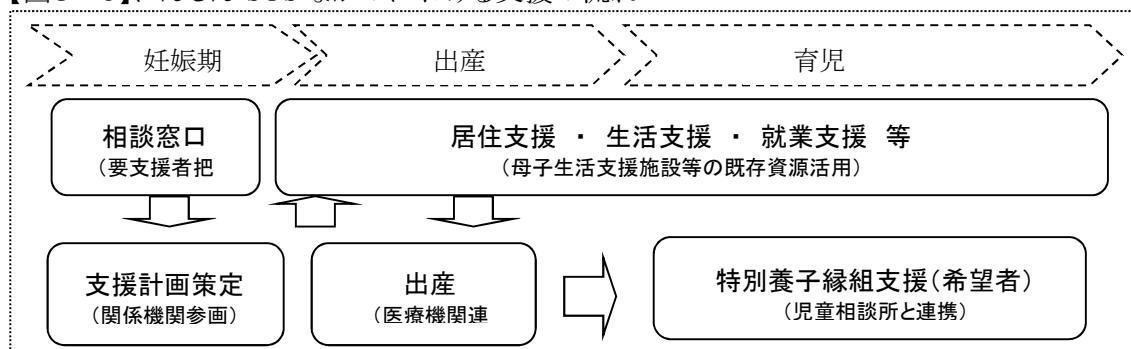 妊娠期
出産
育児
相談窓口
(要支援者把
居住支援 ・ 生活支援 ・ 就業支援 等
(母子生活支援施設等の既存資源活用)
支援計画策定
(関係機関参画)
出産
(医療機関連
特別養子縁組支援(希望者)
(児童相談所と連携)